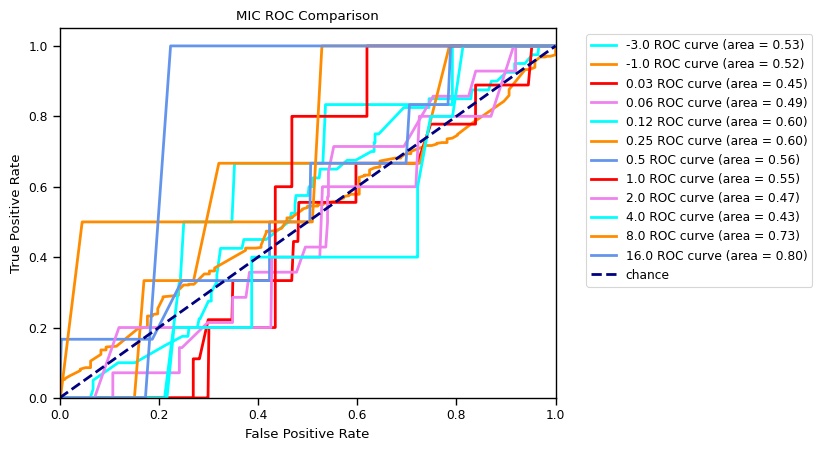 MIC ROC Comparison
True Positive Rate
1.0
0.8
0.6
0.4
0.2
0.0
0.0 0.2 0.4 0.6 0.8 1.0
False Positive Rate
-3.0 ROC curve (area = 0.53)
-1.0 ROC curve (area = 0.52)
0.03 ROC curve (area = 0.45)
0.06 ROC curve (area = 0.49)
0.12 ROC curve (area = 0.60)
0.25 ROC curve (area = 0.60)
0.5 ROC curve (area = 0.56)
1.0 ROC curve (area = 0.55)
2.0 ROC curve (area = 0.47)
4.0 ROC curve (area = 0.43)
8.0 ROC curve (area = 0.73)
16.0 ROC curve (area = 0.80)
chance